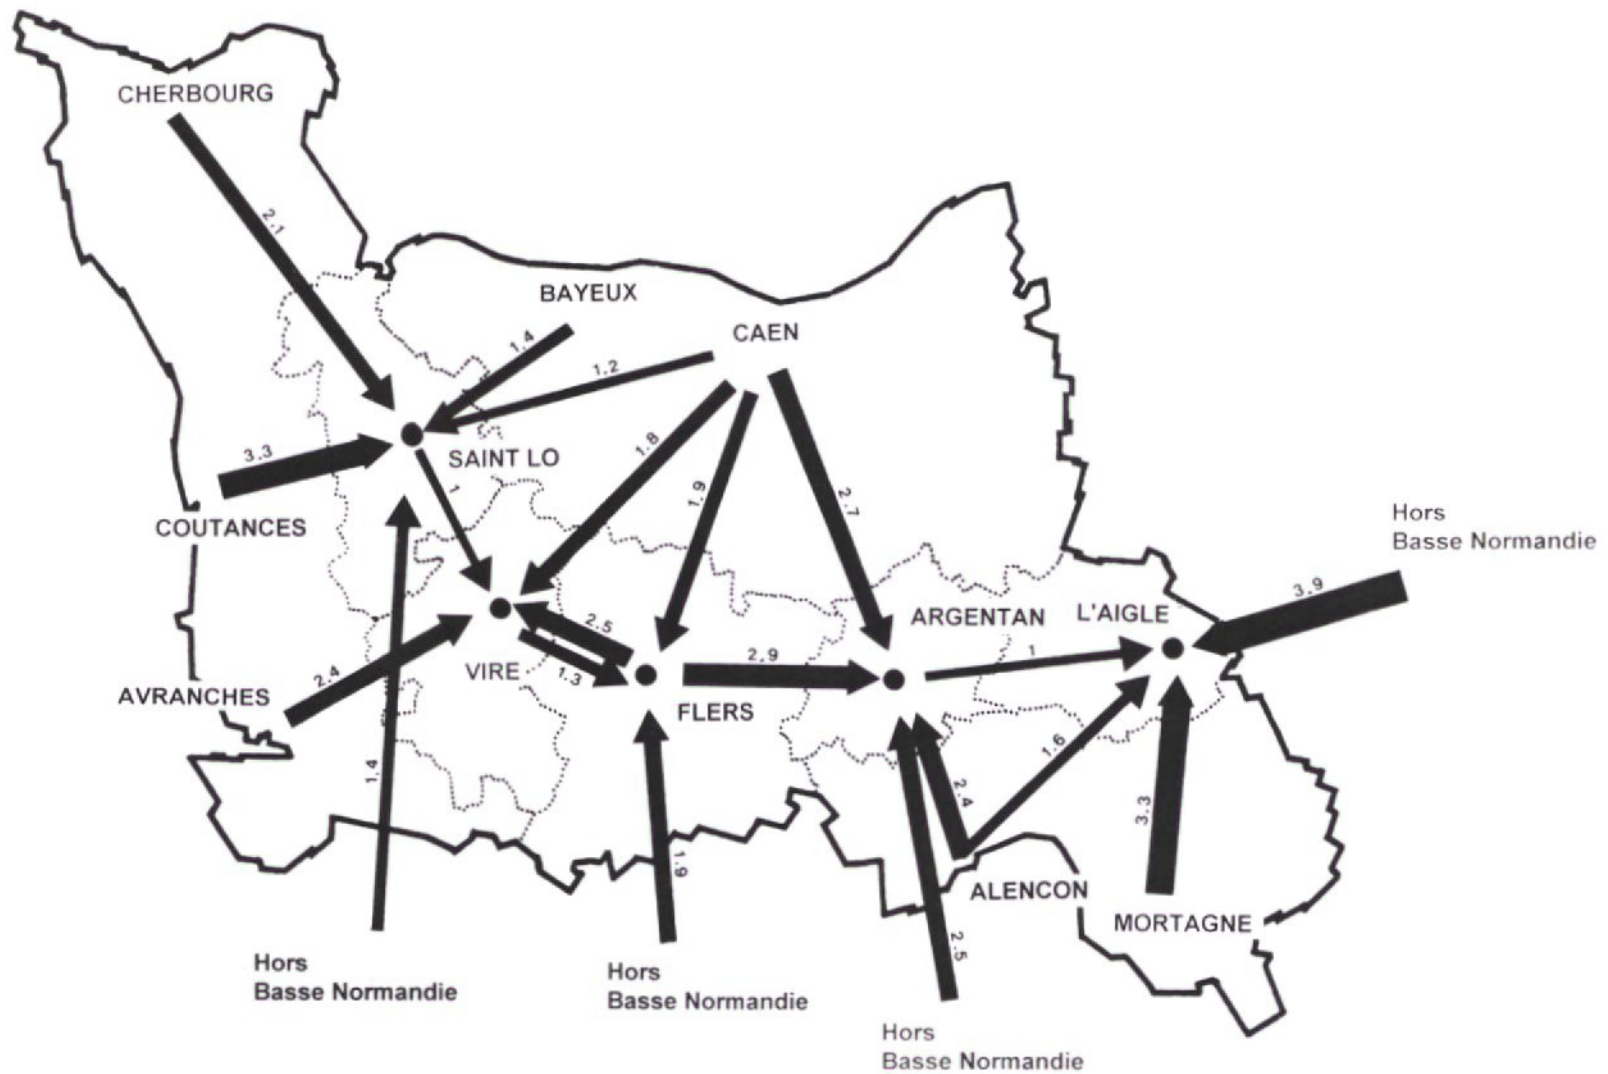 CHERBOURG
2.1
BAYEUX
CAEN
1.4
1.2
3.3
SAINT LO
1.8
1
1.9
2.7
COUTANCES
Hors
Basse Normandie
3.9
ARGENTAN
L'AIGLE
2.5
VIRE
1.3
2.9
1
2.4
AVRANCHES
FLERS
1.4
1.6
2.4
3.3
1.9
ALENCON
MORTAGNE
2.5
Hors
Basse Normandie
Hors
Basse Normandie
Hors
Basse Normandie